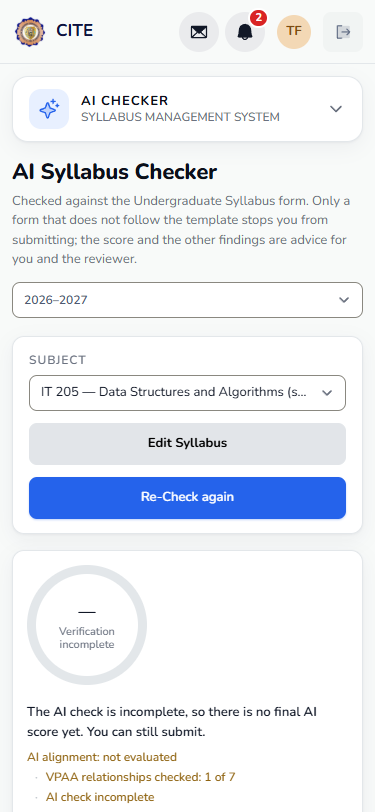 CITE
2
TF
AI CHECKER
SYLLABUS MANAGEMENT SYSTEM
AI Syllabus Checker
Checked against the Undergraduate Syllabus form. Only a
form that does not follow the template stops you from
submitting; the score and the other findings are advice for
you and the reviewer.
2026–2027
SUBJECT
IT 205 — Data Structures and Algorithms (s...
Edit Syllabus
Re-Check again
—
Verification
incomplete
The AI check is incomplete, so there is no final AI
score yet. You can still submit.
AI alignment: not evaluated
· VPAA relationships checked: 1 of 7
· AI check incomplete